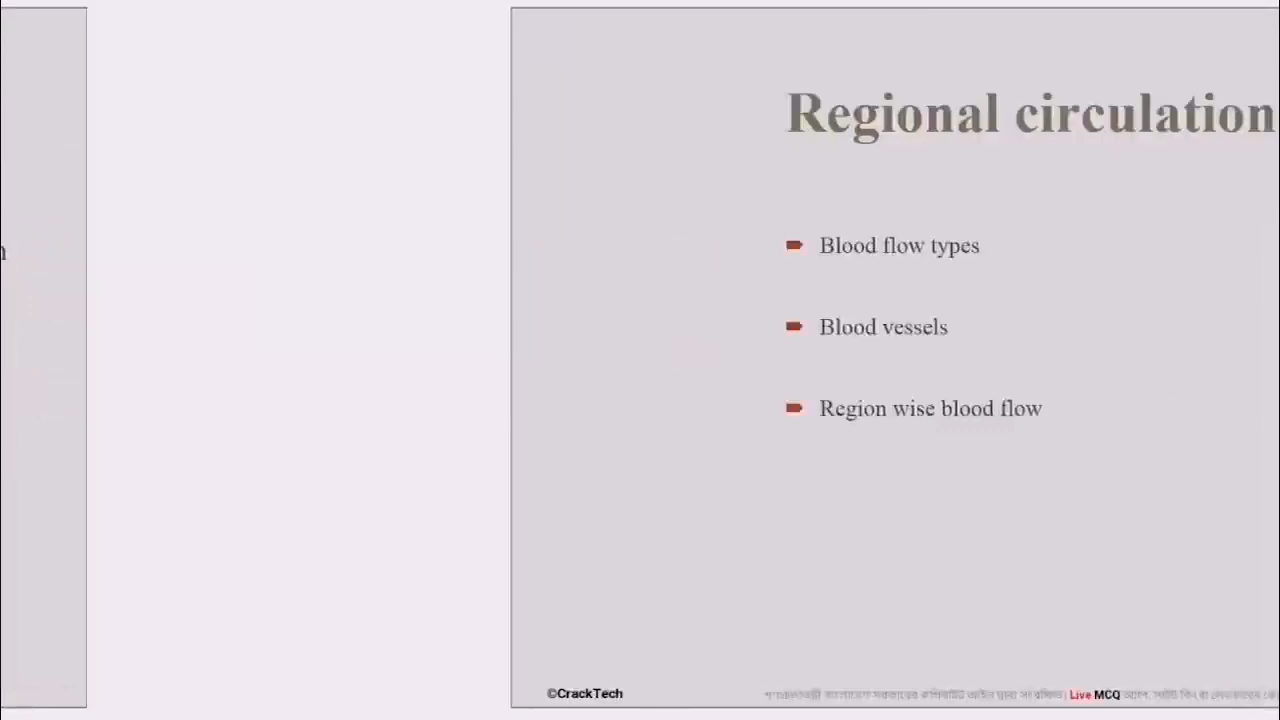 Regional circulation
Blood flow types
Blood vessels
Region wise blood flow
©CrackTech
Live MCQ